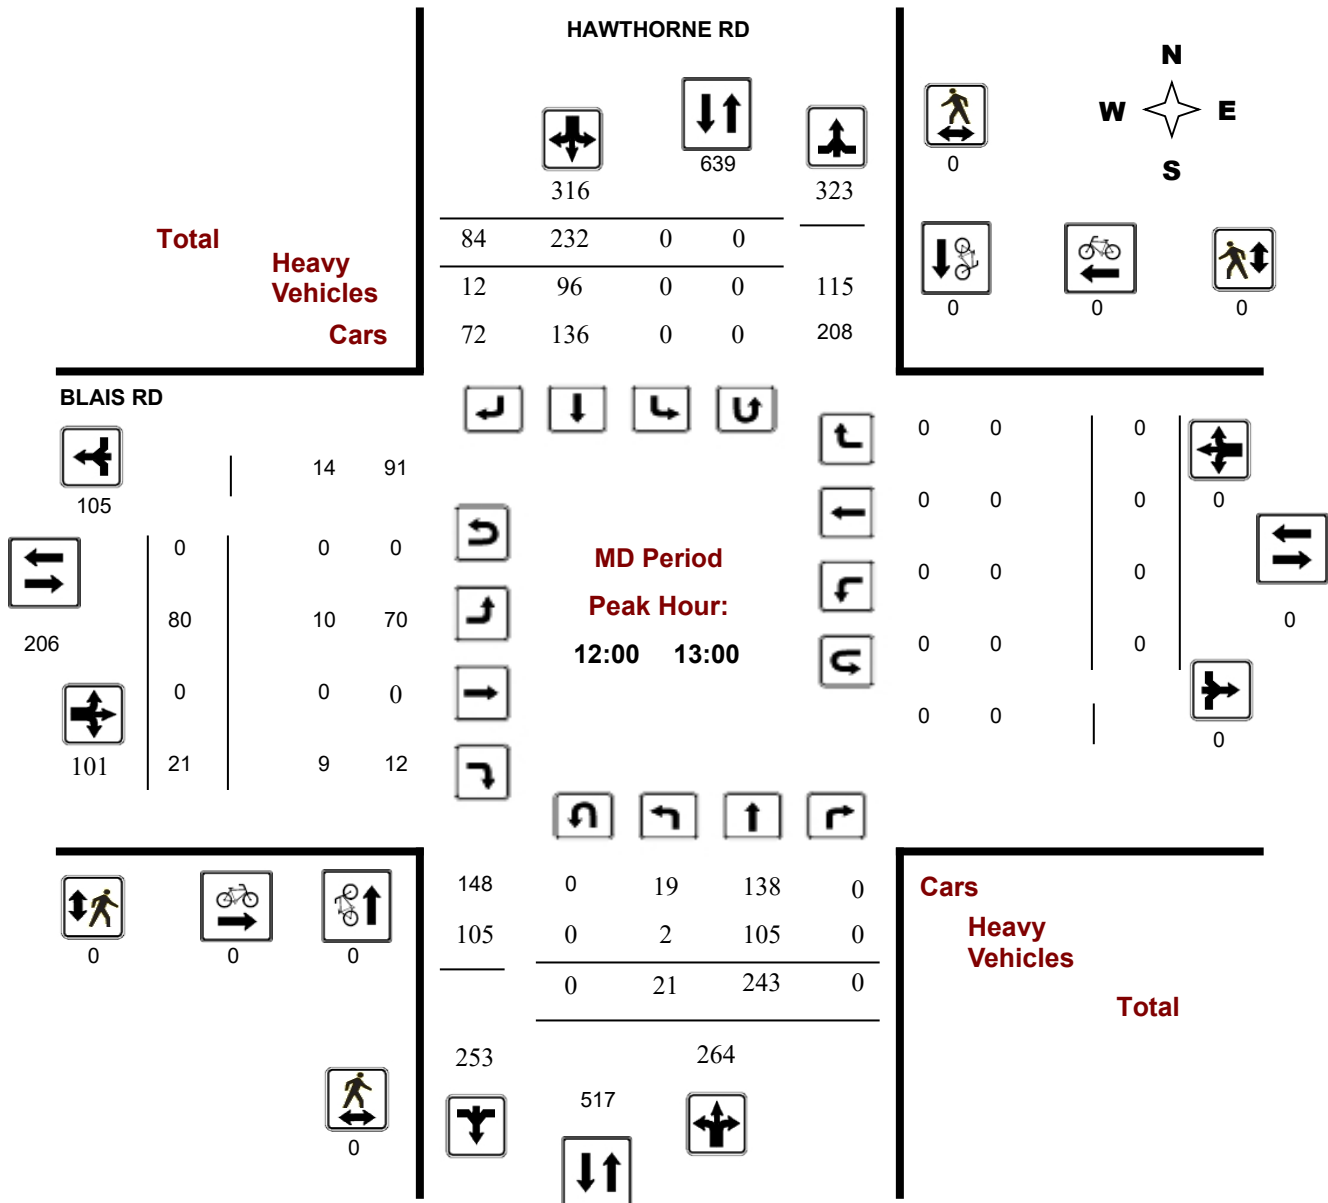 HAWTHORNE RD
N
W E
S
639
0
316
323
Total
84 232 0 0
Heavy
Vehicles
12 96 0 0 115
0 0 0
Cars
72 136 0 0 208
BLAIS RD
0 0 0
14 91
105
0 0 0
0
0 0 0
MD Period
0 0 0
80 10 70
Peak Hour:
0
206
12:00 13:00
0 0 0
0 0 0
0 0
0
101 21 9 12
148 0 19 138 0
Cars
105 0 2 105 0
Heavy
Vehicles
0 0 0
0 21 243 0
Total
253
264
517
0